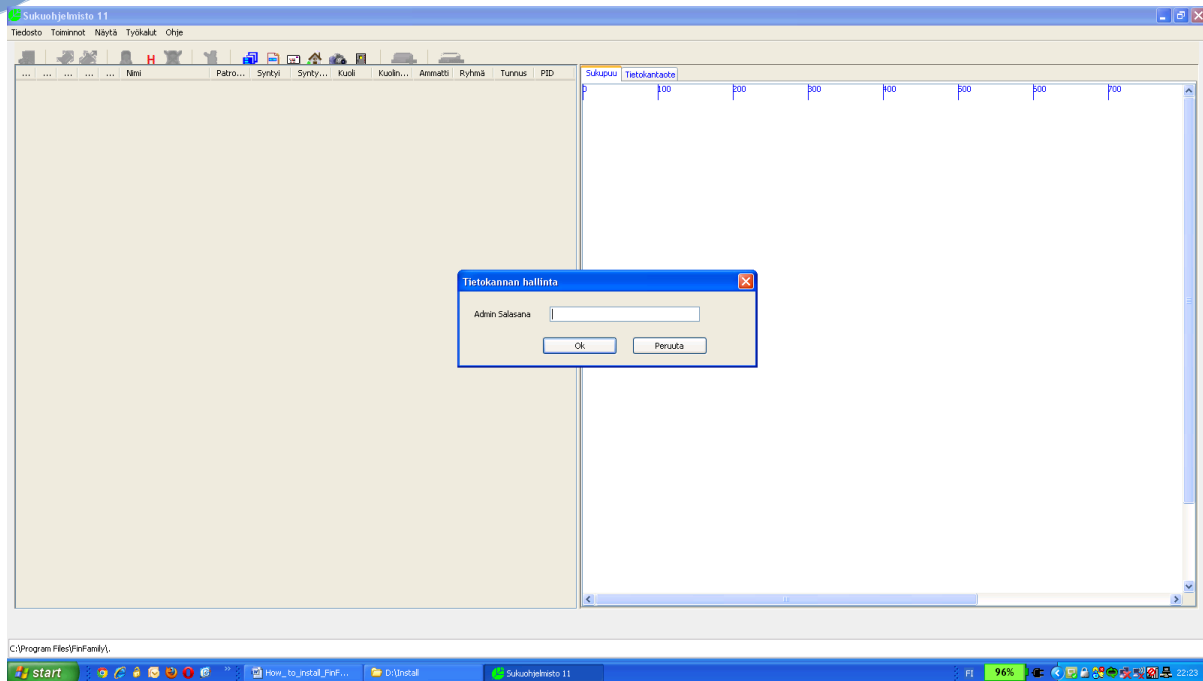 Sukuohjelmisto 11
Tiedosto Toiminnot Näytä Työkalut Ohje
H
... ... ... ... ... Nimi Patro... Syntyi Synty... Kuoli Kuolin... Ammatti Ryhmä Tunnus PID
Sukupuu Tietokantaote
0 100 200 300 400 500 600 700
Tietokannan hallinta
Admin Salasana
Ok Peruuta
C:\Program Files\FinFamily\.
start How_to_install_FinF... D:\Install Sukuohjelmisto 11 FI 96% 22:23